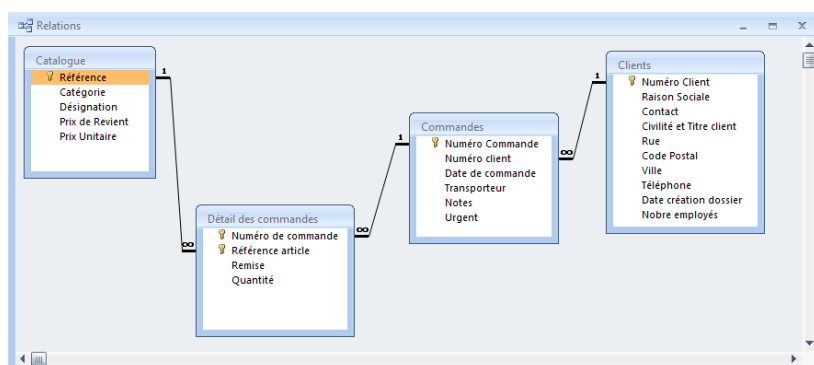 Relations
Catalogue
Référence
Catégorie
Désignation
Prix de Revient
Prix Unitaire
1
∞
Détail des commandes
Numéro de commande
Référence article
Remise
Quantité
∞
1
Commandes
Numéro Commande
Numéro client
Date de commande
Transporteur
Notes
Urgent
∞
1
Clients
Numéro Client
Raison Sociale
Contact
Civilité et Titre client
Rue
Code Postal
Ville
Téléphone
Date création dossier
Nobre employés